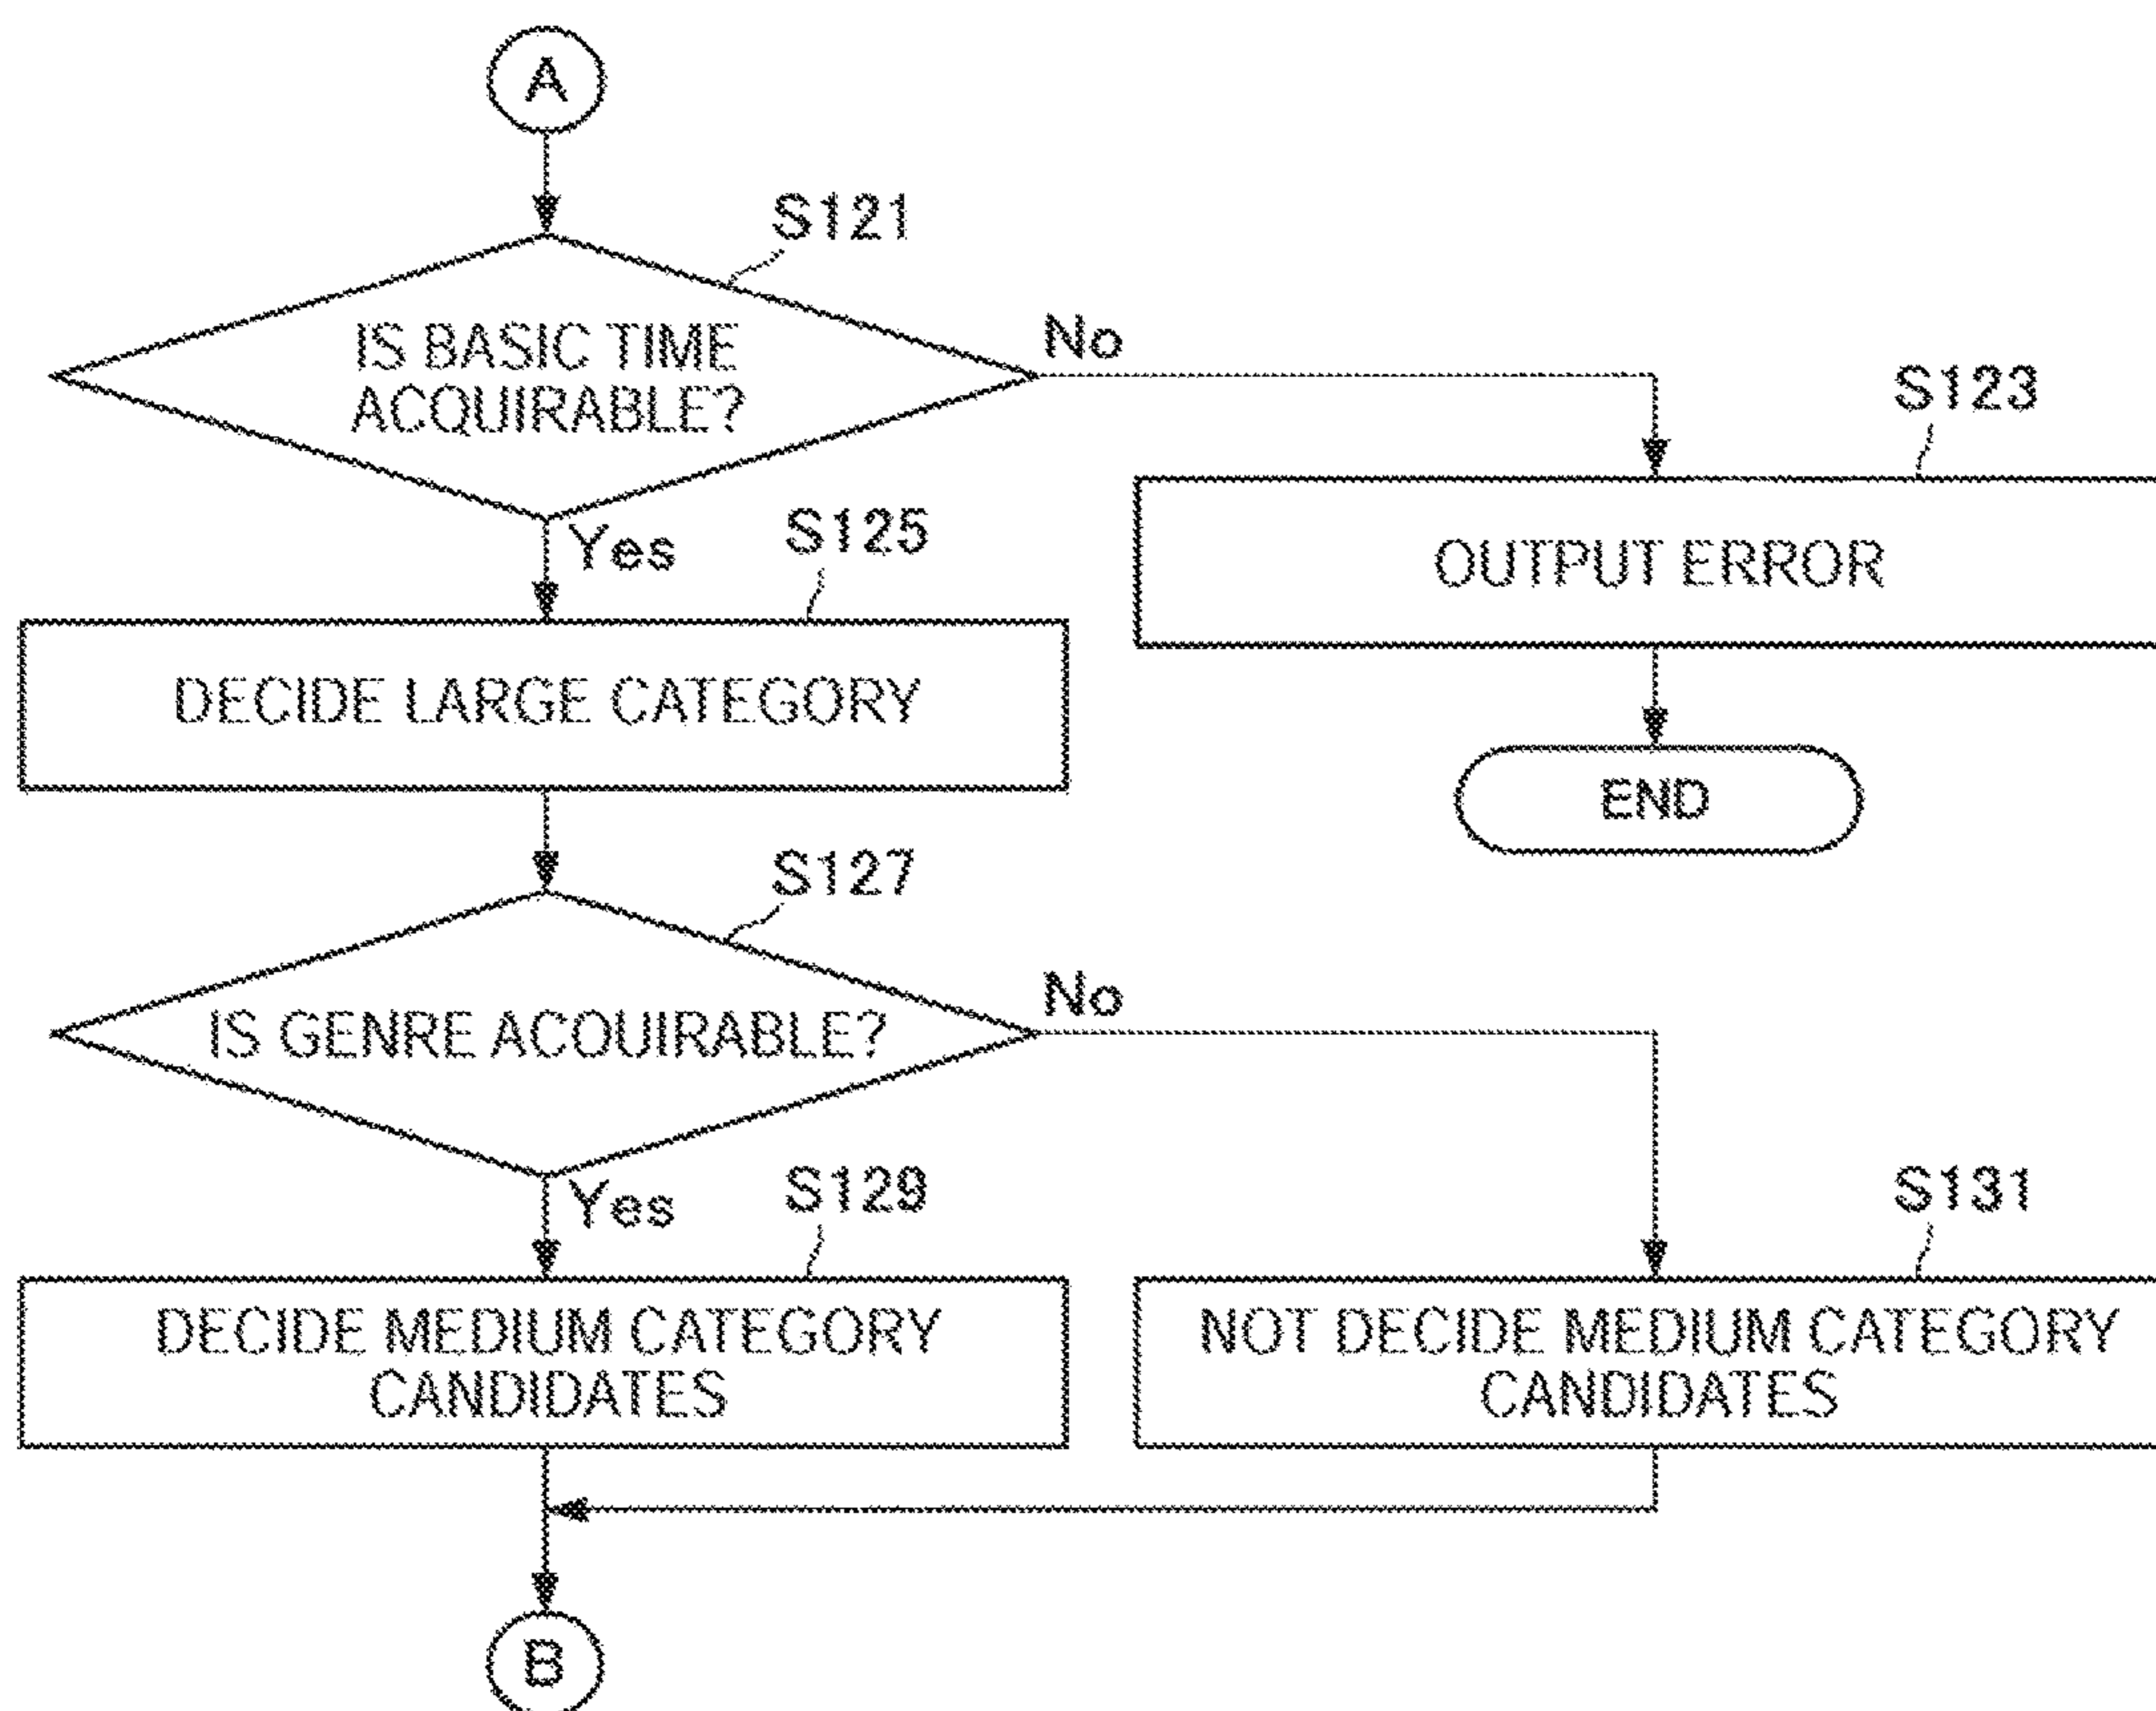 A
S121
IS BASIC TIME
ACQUIRABLE?
No
S123
OUTPUT ERROR
Yes
S125
DECIDE LARGE CATEGORY
END
S127
IS GENRE ACQUIRABLE?
No
Yes
S129
DECIDE MEDIUM CATEGORY
CANDIDATES
S131
NOT DECIDE MEDIUM CATEGORY
CANDIDATES
B